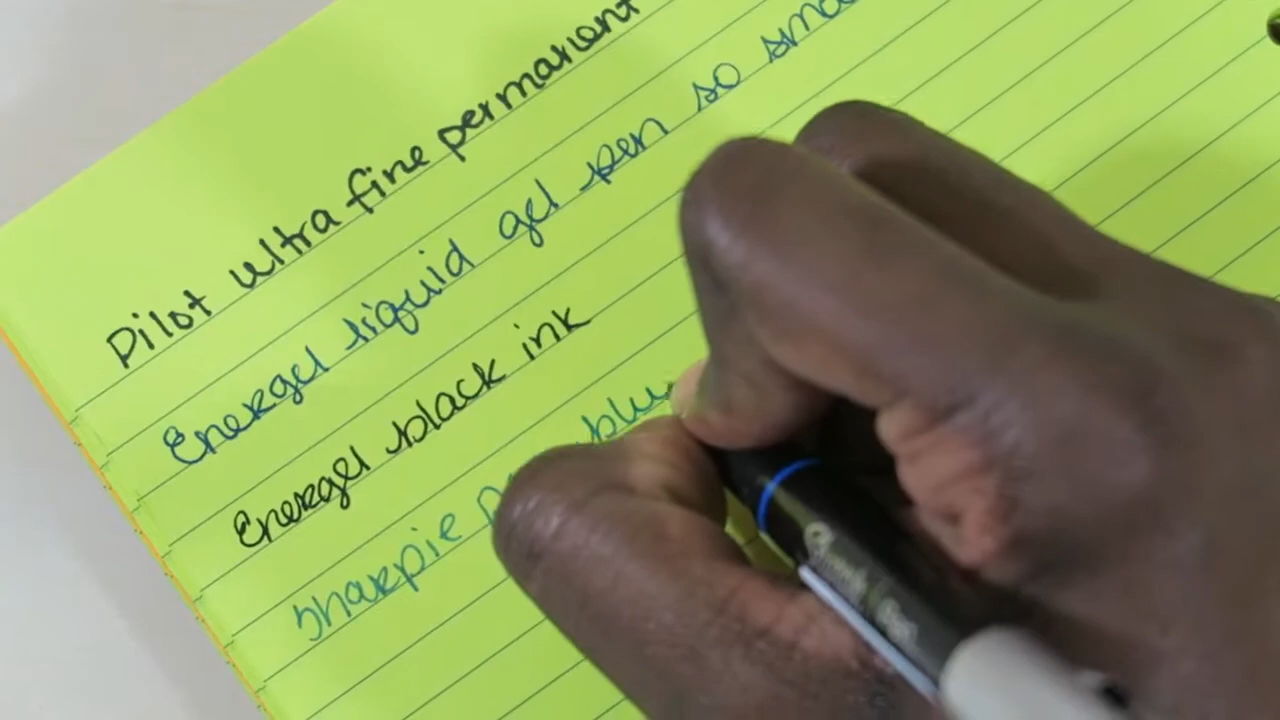 Pilot ultra fine permanent
Energel liquid gel pen so
Energel black ink
Sharpie